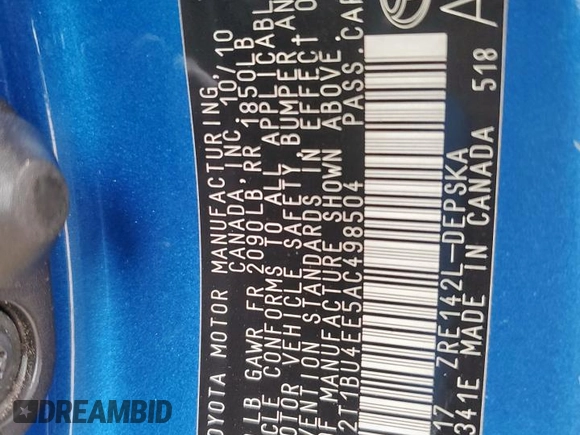 TOYOTA MOTOR MANUFACTURING,
CANADA, INC. 10/10
LB GAWR FR 2090LB, RR 1850LB
CLE CONFORMS TO ALL APPLICABL
MOTOR VEHICLE SAFETY BUMPER AN
VENTION STANDARDS IN EFFECT O
OF MANUFACTURE SHOWN ABOVE.
2T1BU4EE5AC498504 PASS.CAR
17 ZRE142L-DEPSKA
341E MADE IN CANADA 518
A
DREAMBID